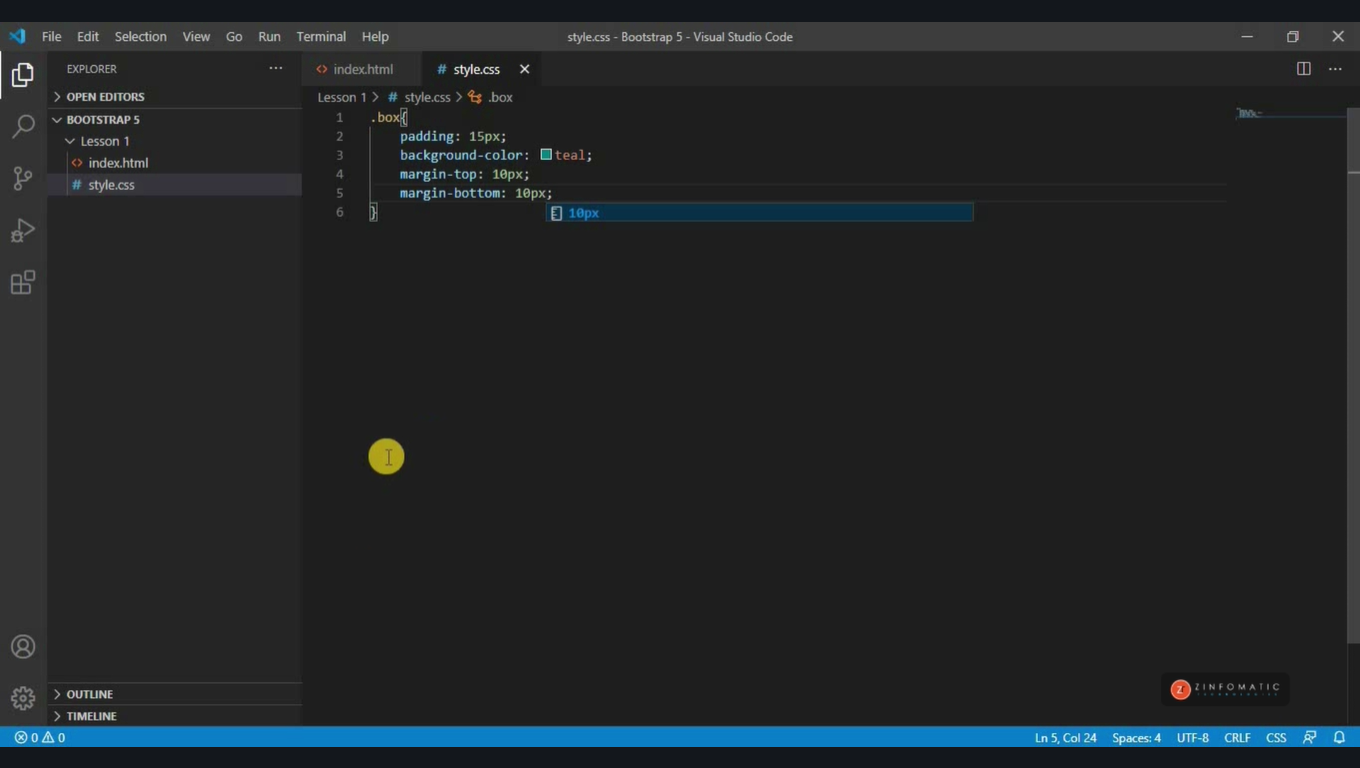 File Edit Selection View Go Run Terminal Help style.css - Bootstrap 5 - Visual Studio Code
EXPLORER
index.html
# style.css
OPEN EDITORS
BOOTSTRAP 5
Lesson 1
index.html
# style.css
Lesson 1 > # style.css > .box
1 .box{
2 padding: 15px;
3 background-color: teal;
4 margin-top: 10px;
5 margin-bottom: 10px;
6 }
10px
OUTLINE
TIMELINE
Z ZINFOMATIC
0 0 Ln 5, Col 24 Spaces: 4 UTF-8 CRLF CSS